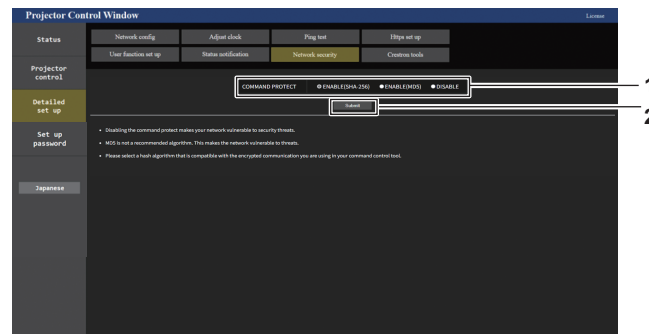 Projector Control Window
License
Status
Network config
Adjust clock
Ping test
Https set up
User function set up
Status notification
Network security
Crestron tools
Projector
control
Detailed
set up
Set up
password
Japanese
COMMAND PROTECT ENABLE(SHA-256) ENABLE(MD5) DISABLE
1
Submit
2
• Disabling the command protect makes your network vulnerable to security threats.
• MD5 is not a recommended algorithm. This makes the network vulnerable to threats.
• Please select a hash algorithm that is compatible with the encrypted communication you are using in your command control tool.